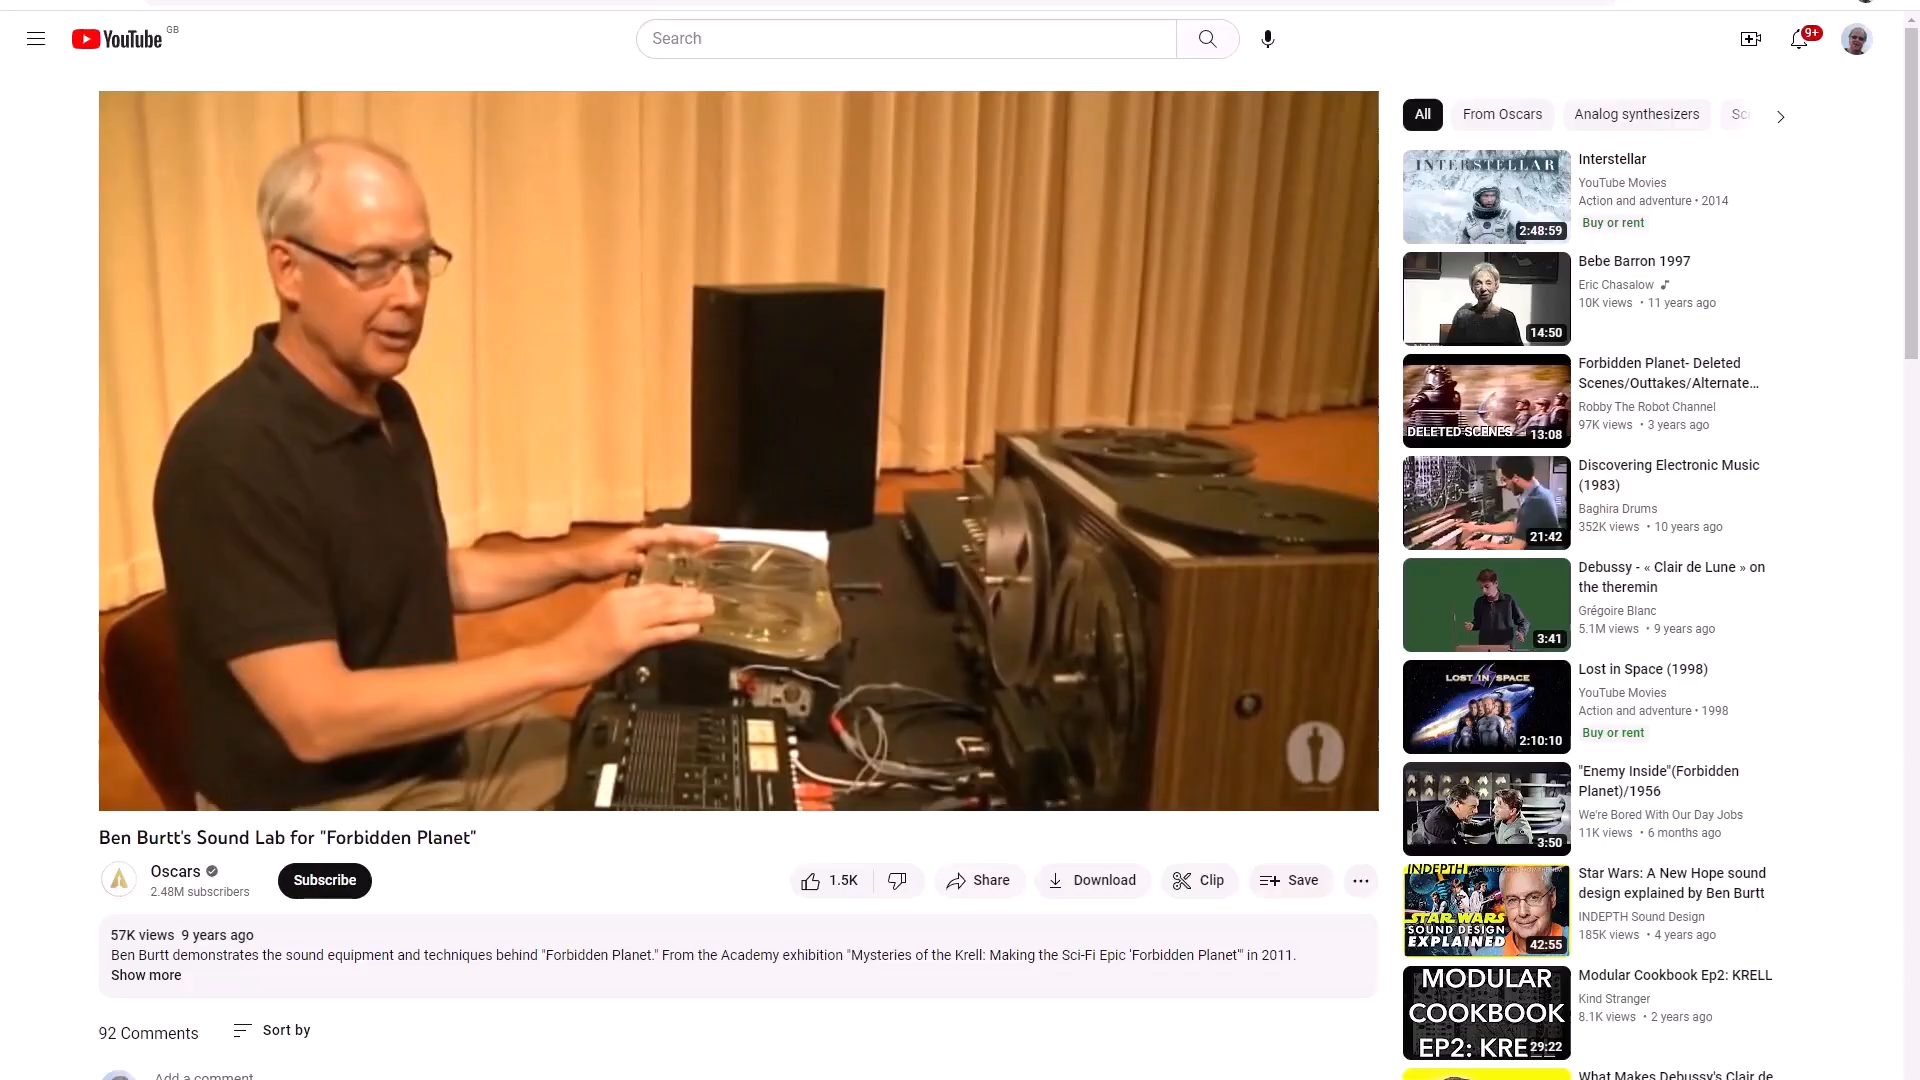 YouTube GB
Search
9+
All
From Oscars
Analog synthesizers
INTERSTELLAR
2:48:59
Interstellar
YouTube Movies
Action and adventure • 2014
Buy or rent
14:50
Bebe Barron 1997
Eric Chasalow
10K views • 11 years ago
DELETED SCENES
13:08
Forbidden Planet- Deleted
Scenes/Outtakes/Alternate…
Robby The Robot Channel
97K views • 3 years ago
21:42
Discovering Electronic Music
(1983)
Baghira Drums
352K views • 10 years ago
3:41
Debussy - « Clair de Lune » on
the theremin
Grégoire Blanc
5.1M views • 9 years ago
LOST IN SPACE
2:10:10
Lost in Space (1998)
YouTube Movies
Action and adventure • 1998
Buy or rent
3:50
"Enemy Inside"(Forbidden
Planet)/1956
We're Bored With Our Day Jobs
11K views • 6 months ago
INDEPTH
STAR WARS
SOUND DESIGN
EXPLAINED
42:55
Star Wars: A New Hope sound
design explained by Ben Burtt
INDEPTH Sound Design
185K views • 4 years ago
MODULAR
COOKBOOK
EP2: KRE
29:22
Modular Cookbook Ep2: KRELL
Kind Stranger
8.1K views • 2 years ago
What Makes Debussy's Clair de
Ben Burtt's Sound Lab for "Forbidden Planet"
Oscars
2.48M subscribers
Subscribe
1.5K
Share
Download
Clip
Save
57K views 9 years ago
Ben Burtt demonstrates the sound equipment and techniques behind "Forbidden Planet." From the Academy exhibition "Mysteries of the Krell: Making the Sci-Fi Epic 'Forbidden Planet'" in 2011.
Show more
92 Comments
Sort by
Add a comment